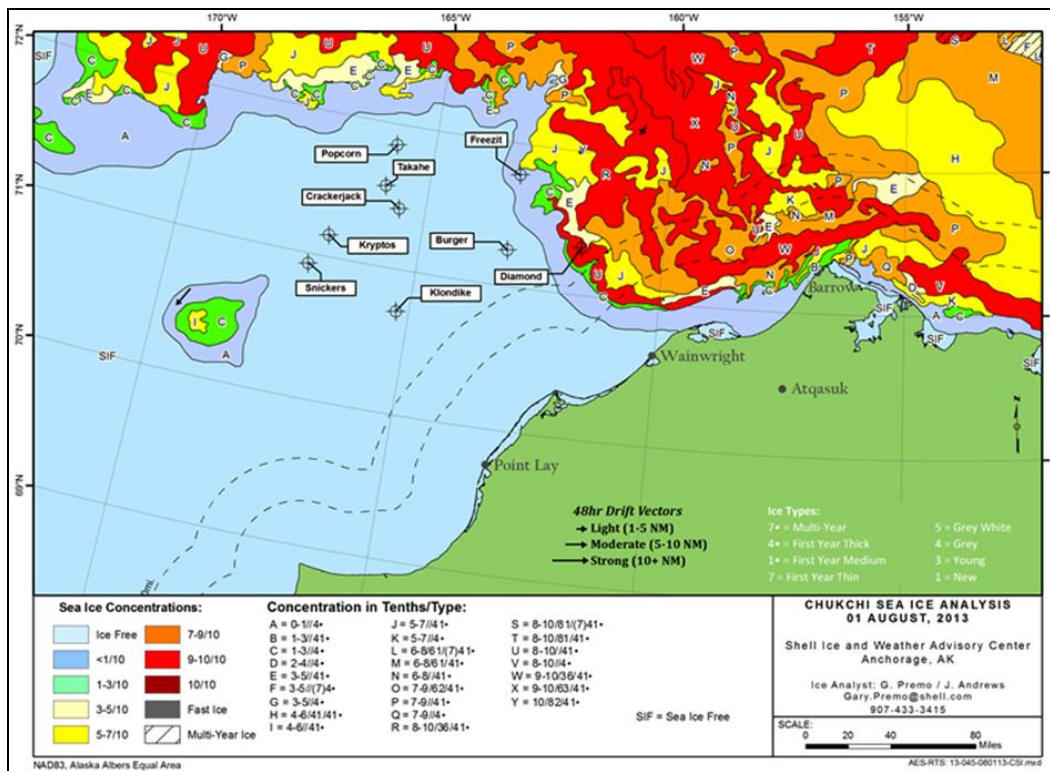 170°W 165°W 160°W 155°W
72°N
71°N
70°N
69°N
72°N
71°N
70°N
SIF
Popcorn
Takahe
Freezit
Crackerjack
Kryptos
Burger
Diamond
Snickers
Klondike
Barrow
SIF
SIF
SIF
SIF
SIF
Wainwright
Atqasuk
Point Lay
N
48hr Drift Vectors
Light (1-5 NM)
Moderate (5-10 NM)
Strong (10+ NM)
Ice Types:
7• = Multi-Year
4• = First Year Thick
1• = First Year Medium
7 = First Year Thin
5 = Grey White
4 = Grey
3 = Young
1 = New
Sea Ice Concentrations:
Ice Free
<1/10
1-3/10
3-5/10
5-7/10
7-9/10
9-10/10
10/10
Fast Ice
Multi-Year Ice
Concentration in Tenths/Type:
A = 0-1//4•
B = 1-3//41•
C = 1-3//4•
D = 2-4//4•
E = 3-5//41•
F = 3-5//(7)4•
G = 3-5//4•
H = 4-6/41/41•
I = 4-6//41•
J = 5-7//41•
K = 5-7//4•
L = 6-8/61/(7)41•
M = 6-8/61/41•
N = 6-8//41•
O = 7-9/62/41•
P = 7-9//41•
Q = 7-9//4•
R = 8-10/36/41•
S = 8-10/81/(7)41•
T = 8-10/81/41•
U = 8-10//41•
V = 8-10//4•
W = 9-10/36/41•
X = 9-10/63/41•
Y = 10/82/41•
SIF = Sea Ice Free
CHUKCHI SEA ICE ANALYSIS
01 AUGUST, 2013
Shell Ice and Weather Advisory Center
Anchorage, AK
Ice Analyst: G. Premo / J. Andrews
Gary.Premo@shell.com
907-433-3415
SCALE:
0 20 40 80
Miles
NAD83, Alaska Albers Equal Area
AES-RTS: 13-045-080113-CSI.mxd